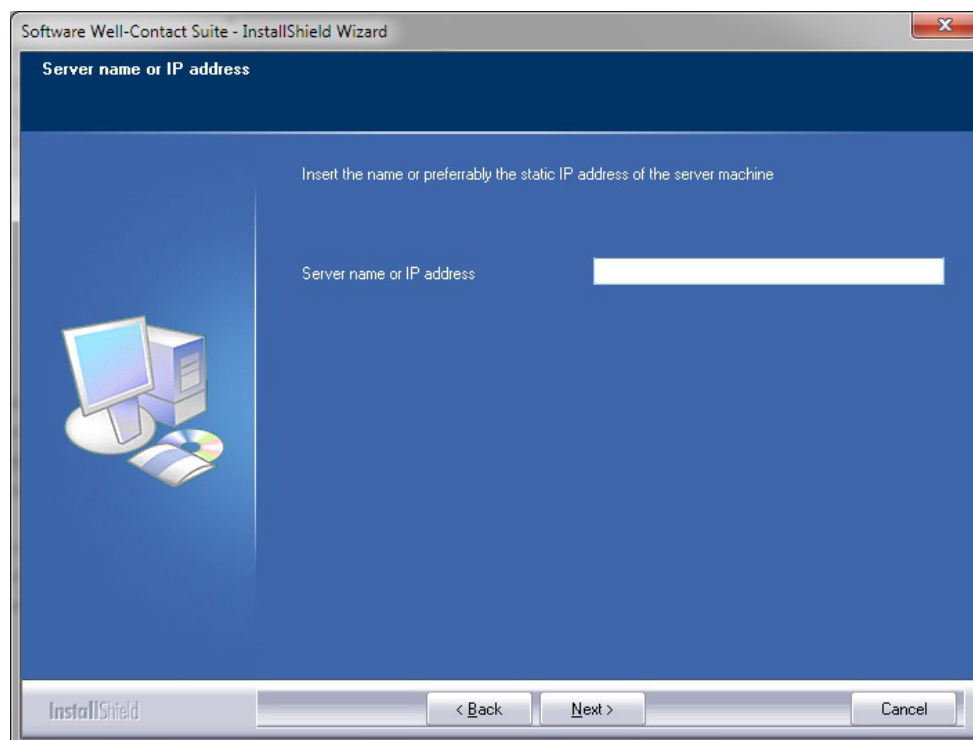 Software Well-Contact Suite - InstallShield Wizard
Server name or IP address
Insert the name or preferrably the static IP address of the server machine
Server name or IP address
InstallShield
< Back
Next >
Cancel